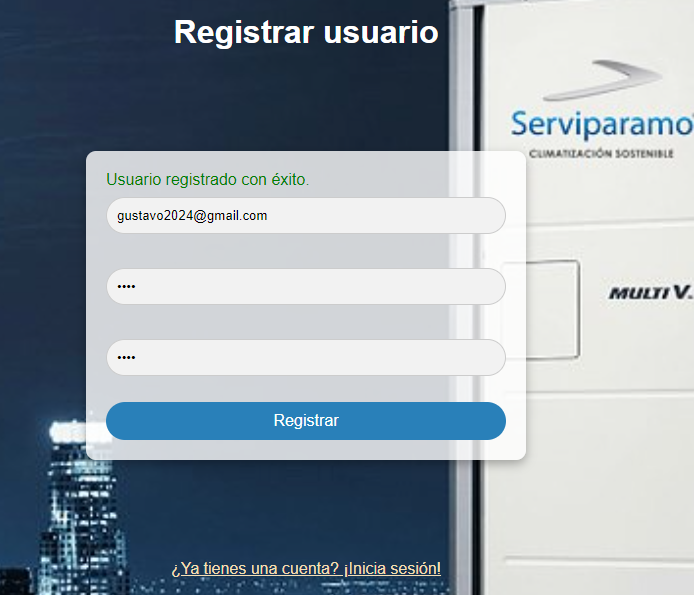 Registrar usuario
Serviparamo
CLIMATIZACIÓN SOSTENIBLE
Usuario registrado con éxito.
gustavo2024@gmail.com
••••
MULTI V.
••••
Registrar
¿Ya tienes una cuenta? ¡Inicia sesión!